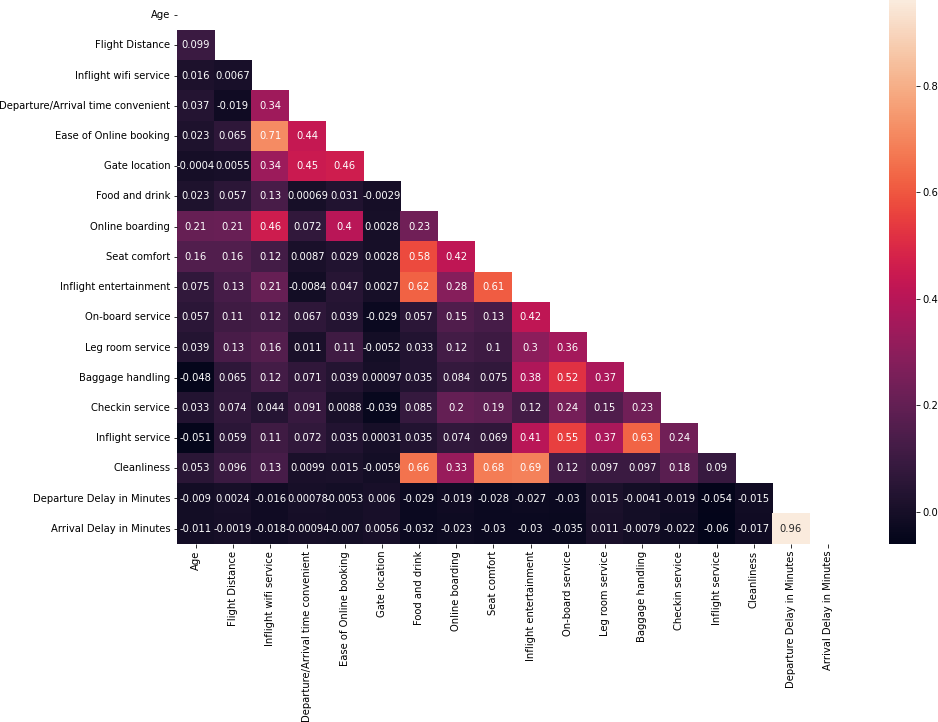 Age
Flight Distance 0.099
Inflight wifi service 0.016 0.0067
Departure/Arrival time convenient 0.037 -0.019 0.34
Ease of Online booking 0.023 0.065 0.71 0.44
Gate location -0.0004 0.0055 0.34 0.45 0.46
Food and drink 0.023 0.057 0.13 0.00069 0.031 -0.0029
Online boarding 0.21 0.21 0.46 0.072 0.4 0.0028 0.23
Seat comfort 0.16 0.16 0.12 0.0087 0.029 0.0028 0.58 0.42
Inflight entertainment 0.075 0.13 0.21 -0.0084 0.047 0.0027 0.62 0.28 0.61
On-board service 0.057 0.11 0.12 0.067 0.039 -0.029 0.057 0.15 0.13 0.42
Leg room service 0.039 0.13 0.16 0.011 0.11 -0.0052 0.033 0.12 0.1 0.3 0.36
Baggage handling -0.048 0.065 0.12 0.071 0.039 0.00097 0.035 0.084 0.075 0.38 0.52 0.37
Checkin service 0.033 0.074 0.044 0.091 0.0088 -0.039 0.085 0.2 0.19 0.12 0.24 0.15 0.23
Inflight service -0.051 0.059 0.11 0.072 0.035 0.00031 0.035 0.074 0.069 0.41 0.55 0.37 0.63 0.24
Cleanliness 0.053 0.096 0.13 0.0099 0.015 -0.0059 0.66 0.33 0.68 0.69 0.12 0.097 0.097 0.18 0.09
Departure Delay in Minutes -0.009 0.0024 -0.016 0.00078 -0.0053 0.006 -0.029 -0.019 -0.028 -0.027 -0.03 0.015 -0.0041 -0.019 -0.054 -0.015
Arrival Delay in Minutes -0.011 -0.0019 -0.018 -0.00094 -0.007 0.0056 -0.032 -0.023 -0.03 -0.03 -0.035 0.011 -0.0079 -0.022 -0.06 -0.017 0.96
Age
Flight Distance
Inflight wifi service
Departure/Arrival time convenient
Ease of Online booking
Gate location
Food and drink
Online boarding
Seat comfort
Inflight entertainment
On-board service
Leg room service
Baggage handling
Checkin service
Inflight service
Cleanliness
Departure Delay in Minutes
Arrival Delay in Minutes
0.8
0.6
0.4
0.2
0.0